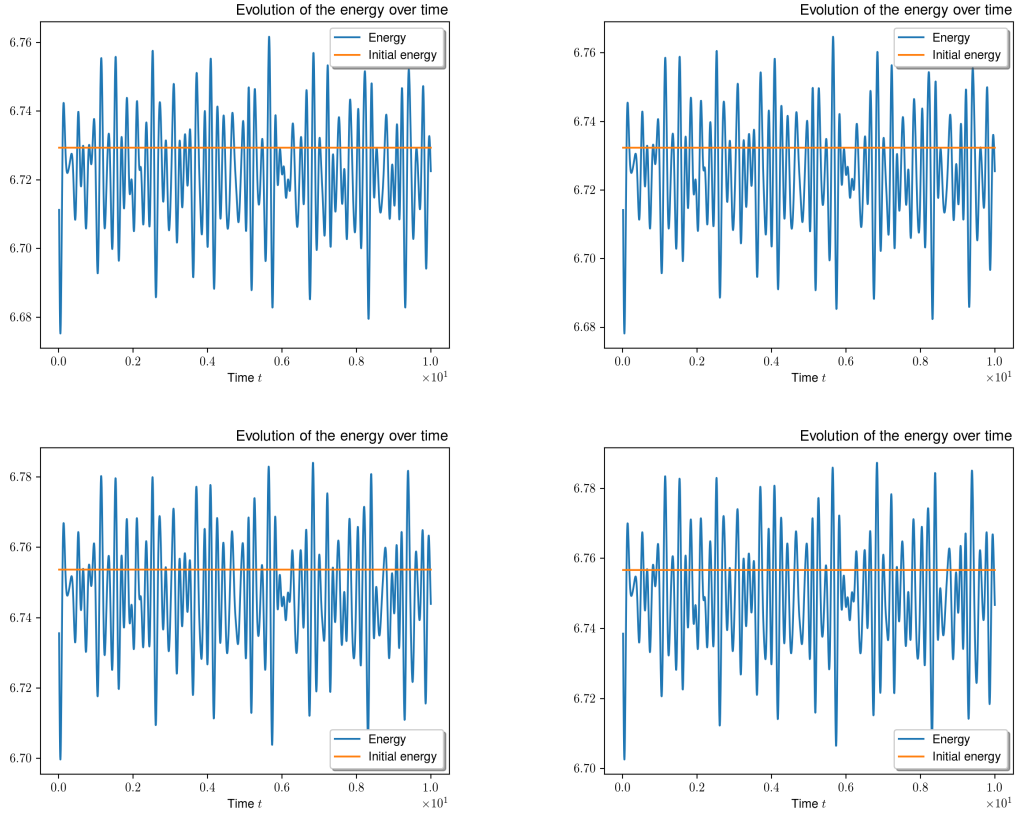 Evolution of the energy over time
6.76
6.74
6.72
6.70
6.68
Energy
Initial energy
0.0 0.2 0.4 0.6 0.8 1.0
Time t
×10¹
Evolution of the energy over time
6.76
6.74
6.72
6.70
6.68
Energy
Initial energy
0.0 0.2 0.4 0.6 0.8 1.0
Time t
×10¹
Evolution of the energy over time
6.78
6.76
6.74
6.72
6.70
Energy
Initial energy
0.0 0.2 0.4 0.6 0.8 1.0
Time t
×10¹
Evolution of the energy over time
6.78
6.76
6.74
6.72
6.70
Energy
Initial energy
0.0 0.2 0.4 0.6 0.8 1.0
Time t
×10¹